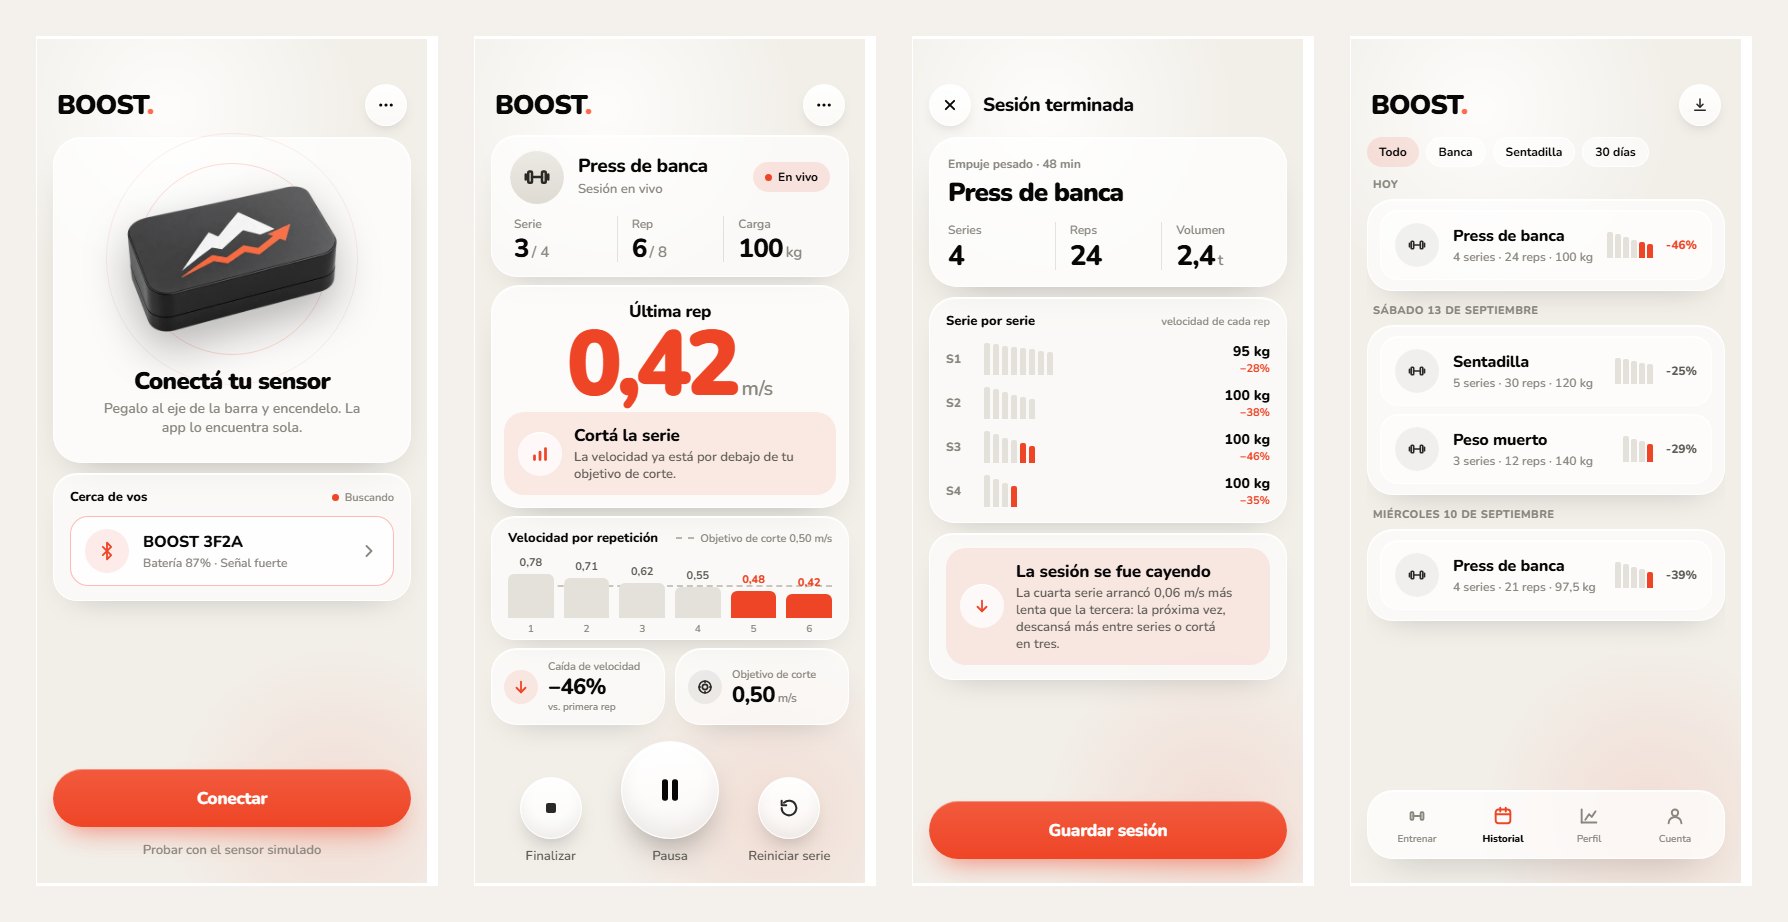 BOOST.
Conectá tu sensor
Pegalo al eje de la barra y encendelo. La
app lo encuentra sola.
Cerca de vos
Buscando
BOOST 3F2A
Batería 87% · Señal fuerte
Conectar
Probar con el sensor simulado
BOOST.
Press de banca
Sesión en vivo
En vivo
Serie
3 / 4
Rep
6 / 8
Carga
100 kg
Última rep
0,42 m/s
Cortá la serie
La velocidad ya está por debajo de tu
objetivo de corte.
Velocidad por repetición
Objetivo de corte 0,50 m/s
0,78 0,71 0,62 0,55 0,48 0,42
1 2 3 4 5 6
Caída de velocidad
−46%
vs. primera rep
Objetivo de corte
0,50 m/s
Finalizar
Pausa
Reiniciar serie
Sesión terminada
Empuje pesado · 48 min
Press de banca
Series
4
Reps
24
Volumen
2,4 t
Serie por serie
velocidad de cada rep
S1
95 kg
−28%
S2
100 kg
−38%
S3
100 kg
−46%
S4
100 kg
−35%
La sesión se fue cayendo
La cuarta serie arrancó 0,06 m/s más
lenta que la tercera: la próxima vez,
descansá más entre series o cortá
en tres.
Guardar sesión
BOOST.
Todo
Banca
Sentadilla
30 días
HOY
Press de banca
4 series · 24 reps · 100 kg
-46%
SÁBADO 13 DE SEPTIEMBRE
Sentadilla
5 series · 30 reps · 120 kg
-25%
Peso muerto
3 series · 12 reps · 140 kg
-29%
MIÉRCOLES 10 DE SEPTIEMBRE
Press de banca
4 series · 21 reps · 97,5 kg
-39%
Entrenar
Historial
Perfil
Cuenta